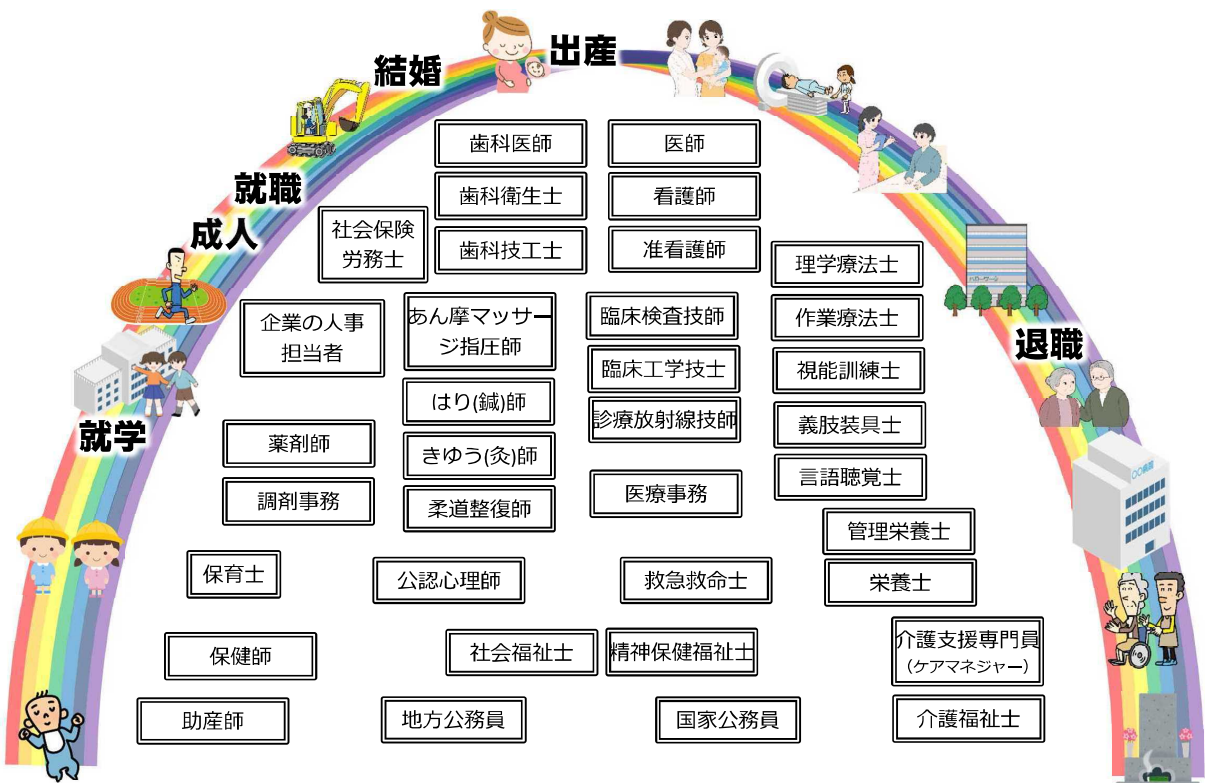 出産
結婚
就職
成人
就学
退職
歯科医師
医師
歯科衛生士
看護師
社会保険
労務士
歯科技工士
准看護師
理学療法士
企業の人事
担当者
あん摩マッサー
ジ指圧師
臨床検査技師
作業療法士
臨床工学技士
視能訓練士
はり(鍼)師
診療放射線技師
義肢装具士
薬剤師
きゆう(灸)師
言語聴覚士
調剤事務
柔道整復師
医療事務
管理栄養士
保育士
公認心理師
救急救命士
栄養士
保健師
社会福祉士
精神保健福祉士
介護支援専門員
（ケアマネジャー）
助産師
地方公務員
国家公務員
介護福祉士
ハローワーク
〇〇病院